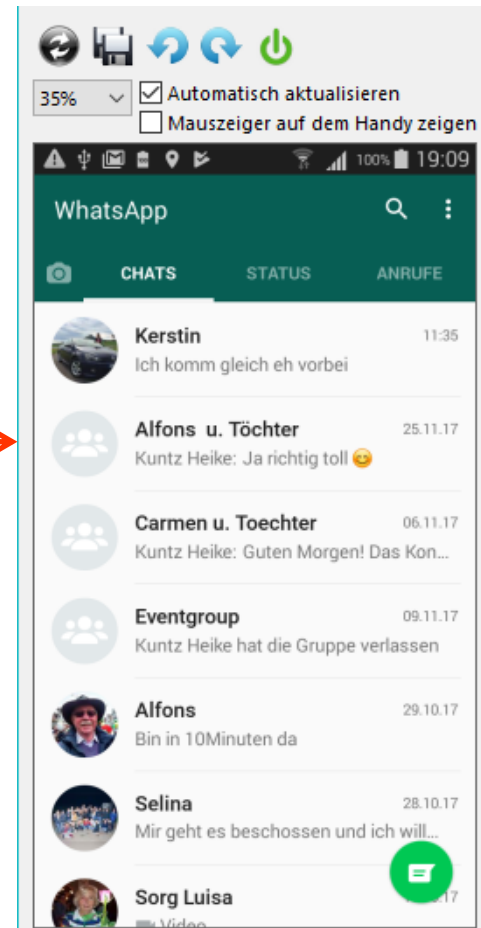 35%
Automatisch aktualisieren
Mauszeiger auf dem Handy zeigen
100% 19:09
WhatsApp
CHATS STATUS ANRUFE
Kerstin 11:35
Ich komm gleich eh vorbei
Alfons u. Töchter 25.11.17
Kuntz Heike: Ja richtig toll 😊
Carmen u. Toechter 06.11.17
Kuntz Heike: Guten Morgen! Das Kon...
Eventgroup 09.11.17
Kuntz Heike hat die Gruppe verlassen
Alfons 29.10.17
Bin in 10Minuten da
Selina 28.10.17
Mir geht es beschossen und ich will...
Sorg Luisa
Video